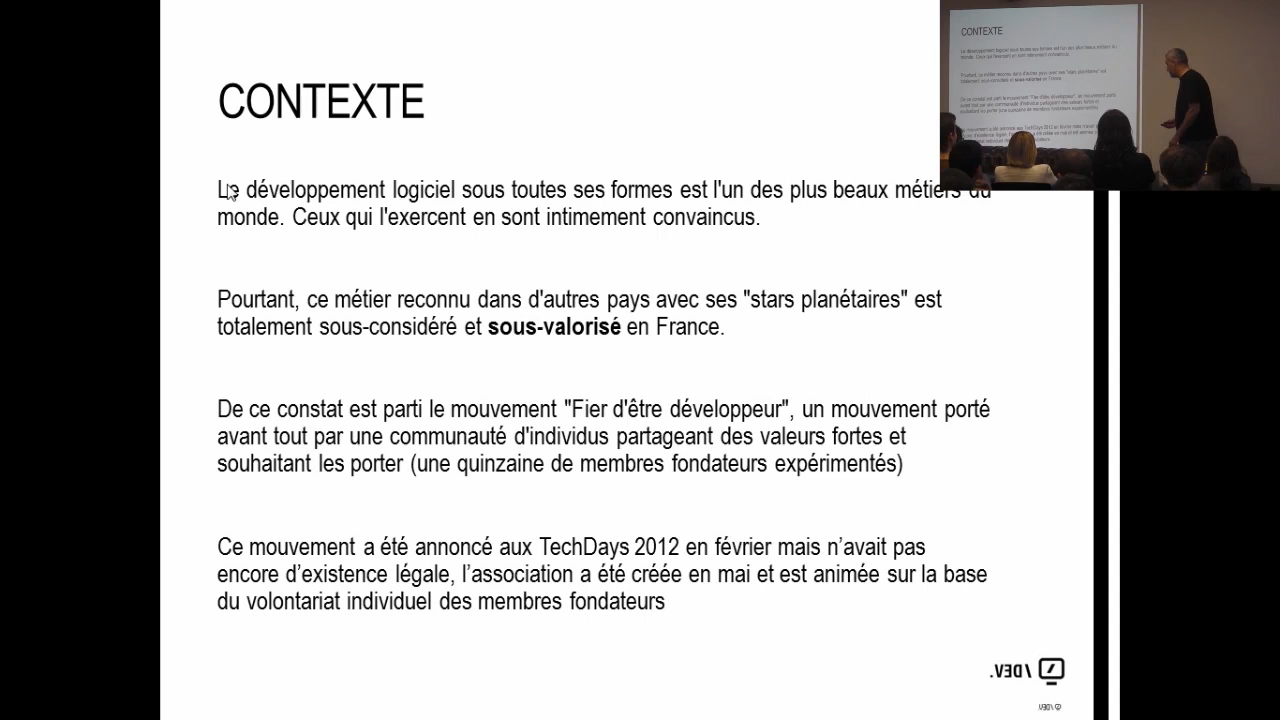 CONTEXTE
Le développement logiciel sous toutes ses formes est l'un des plus beaux métiers du
monde. Ceux qui l'exercent en sont intimement convaincus.
Pourtant, ce métier reconnu dans d'autres pays avec ses "stars planétaires" est
totalement sous-considéré et sous-valorisé en France.
De ce constat est parti le mouvement "Fier d'être développeur", un mouvement porté
avant tout par une communauté d'individus partageant des valeurs fortes et
souhaitant les porter (une quinzaine de membres fondateurs expérimentés)
Ce mouvement a été annoncé aux TechDays 2012 en février mais n’avait pas
encore d’existence légale, l’association a été créée en mai et est animée sur la base
du volontariat individuel des membres fondateurs
CONTEXTE